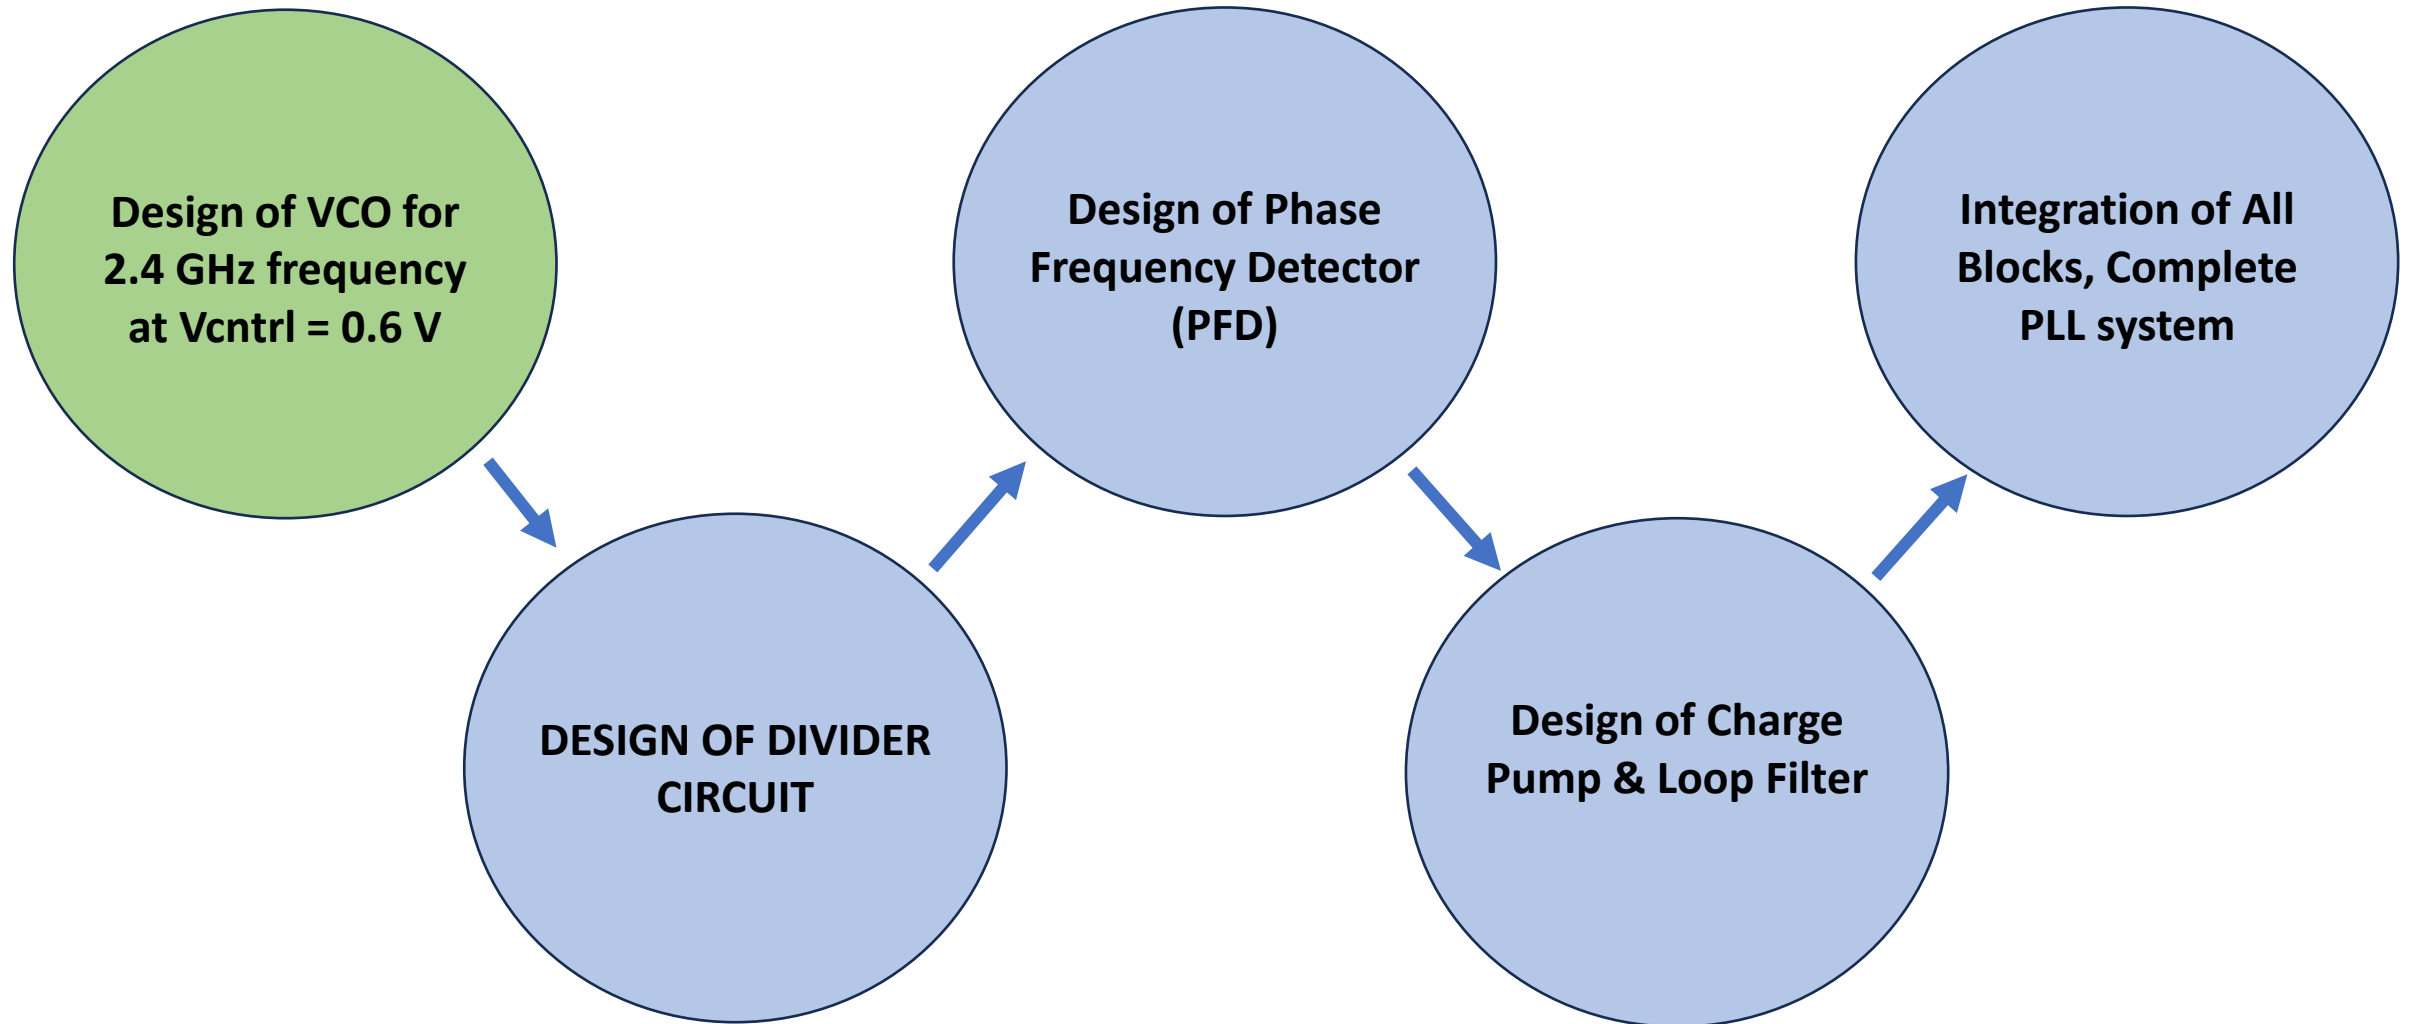 Design of VCO for
2.4 GHz frequency
at Vcntrl = 0.6 V
DESIGN OF DIVIDER
CIRCUIT
Design of Phase
Frequency Detector
(PFD)
Design of Charge
Pump & Loop Filter
Integration of All
Blocks, Complete
PLL system